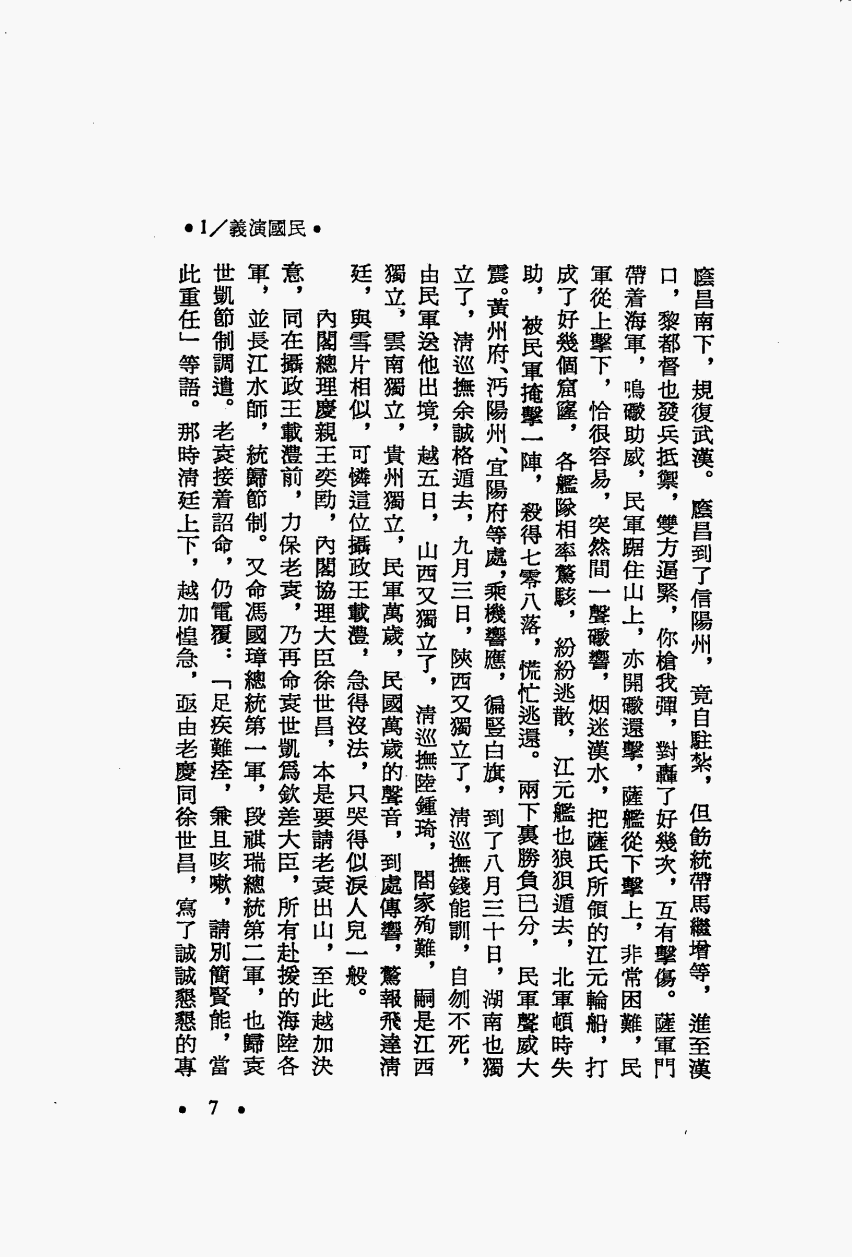 •民國演義/1•
廕昌南下，規復武漢。廕昌到了信陽州，竟自駐紮，但飭統帶馬繼增等，進至漢
口，黎都督也發兵抵禦，雙方逼緊，你槍我彈，對轟了好幾次，互有擊傷。薩軍門
帶着海軍，鳴礮助威，民軍踞住山上，亦開礮還擊，薩艦從下擊上，非常困難，民
軍從上擊下，恰很容易，突然間一聲礮響，烟迷漢水，把薩氏所領的江元輪船，打
成了好幾個窟窿，各艦隊相率驚駭，紛紛逃散，江元艦也狼狽遁去，北軍頓時失
助，被民軍掩擊一陣，殺得七零八落，慌忙逃還。兩下裏勝負已分，民軍聲威大
震。黃州府、沔陽州、宜陽府等處，乘機響應，徧豎白旗，到了八月三十日，湖南也獨
立了，清巡撫余誠格遁去，九月三日，陝西又獨立了，清巡撫錢能訓，自刎不死，
由民軍送他出境，越五日，山西又獨立了，清巡撫陸鍾琦，闔家殉難，嗣是江西
獨立，雲南獨立，貴州獨立，民軍萬歲，民國萬歲的聲音，到處傳響，驚報飛達清
廷，與雪片相似，可憐這位攝政王載灃，急得沒法，只哭得似淚人兒一般。
內閣總理慶親王奕劻，內閣協理大臣徐世昌，本是要請老袁出山，至此越加決
意，同在攝政王載灃前，力保老袁，乃再命袁世凱爲欽差大臣，所有赴援的海陸各
軍，並長江水師，統歸節制。又命馮國璋總統第一軍，段祺瑞總統第二軍，也歸袁
世凱節制調遣。老袁接着詔命，仍電覆：「足疾難痊，兼且咳嗽，請別簡賢能，當
此重任」等語。那時清廷上下，越加惶急，亟由老慶同徐世昌，寫了誠誠懇懇的專
•7•